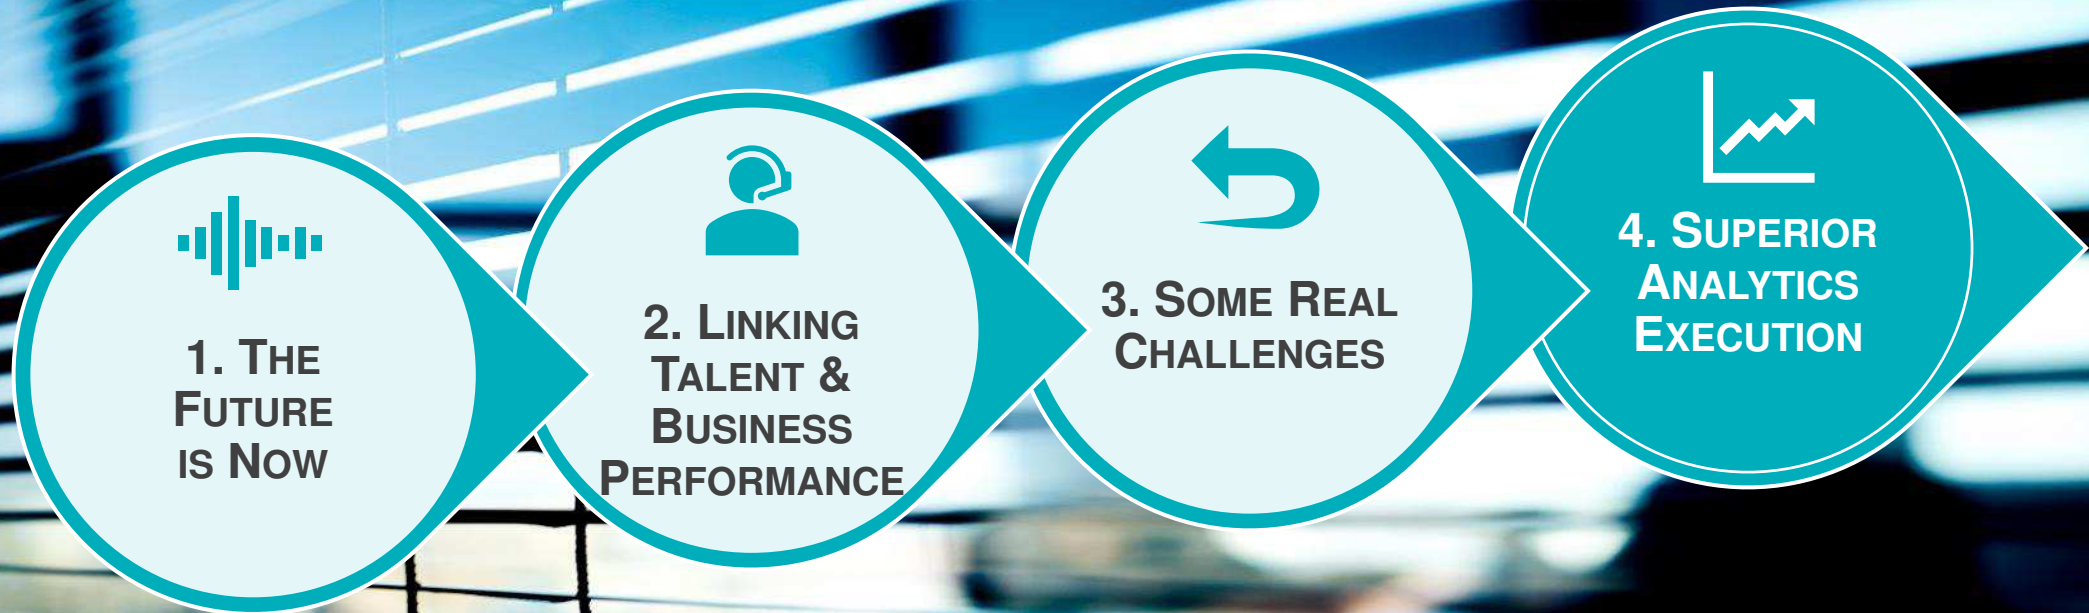 1. THE
FUTURE
IS NOW
2. LINKING
TALENT &
BUSINESS
PERFORMANCE
3. SOME REAL
CHALLENGES
4. SUPERIOR
ANALYTICS
EXECUTION